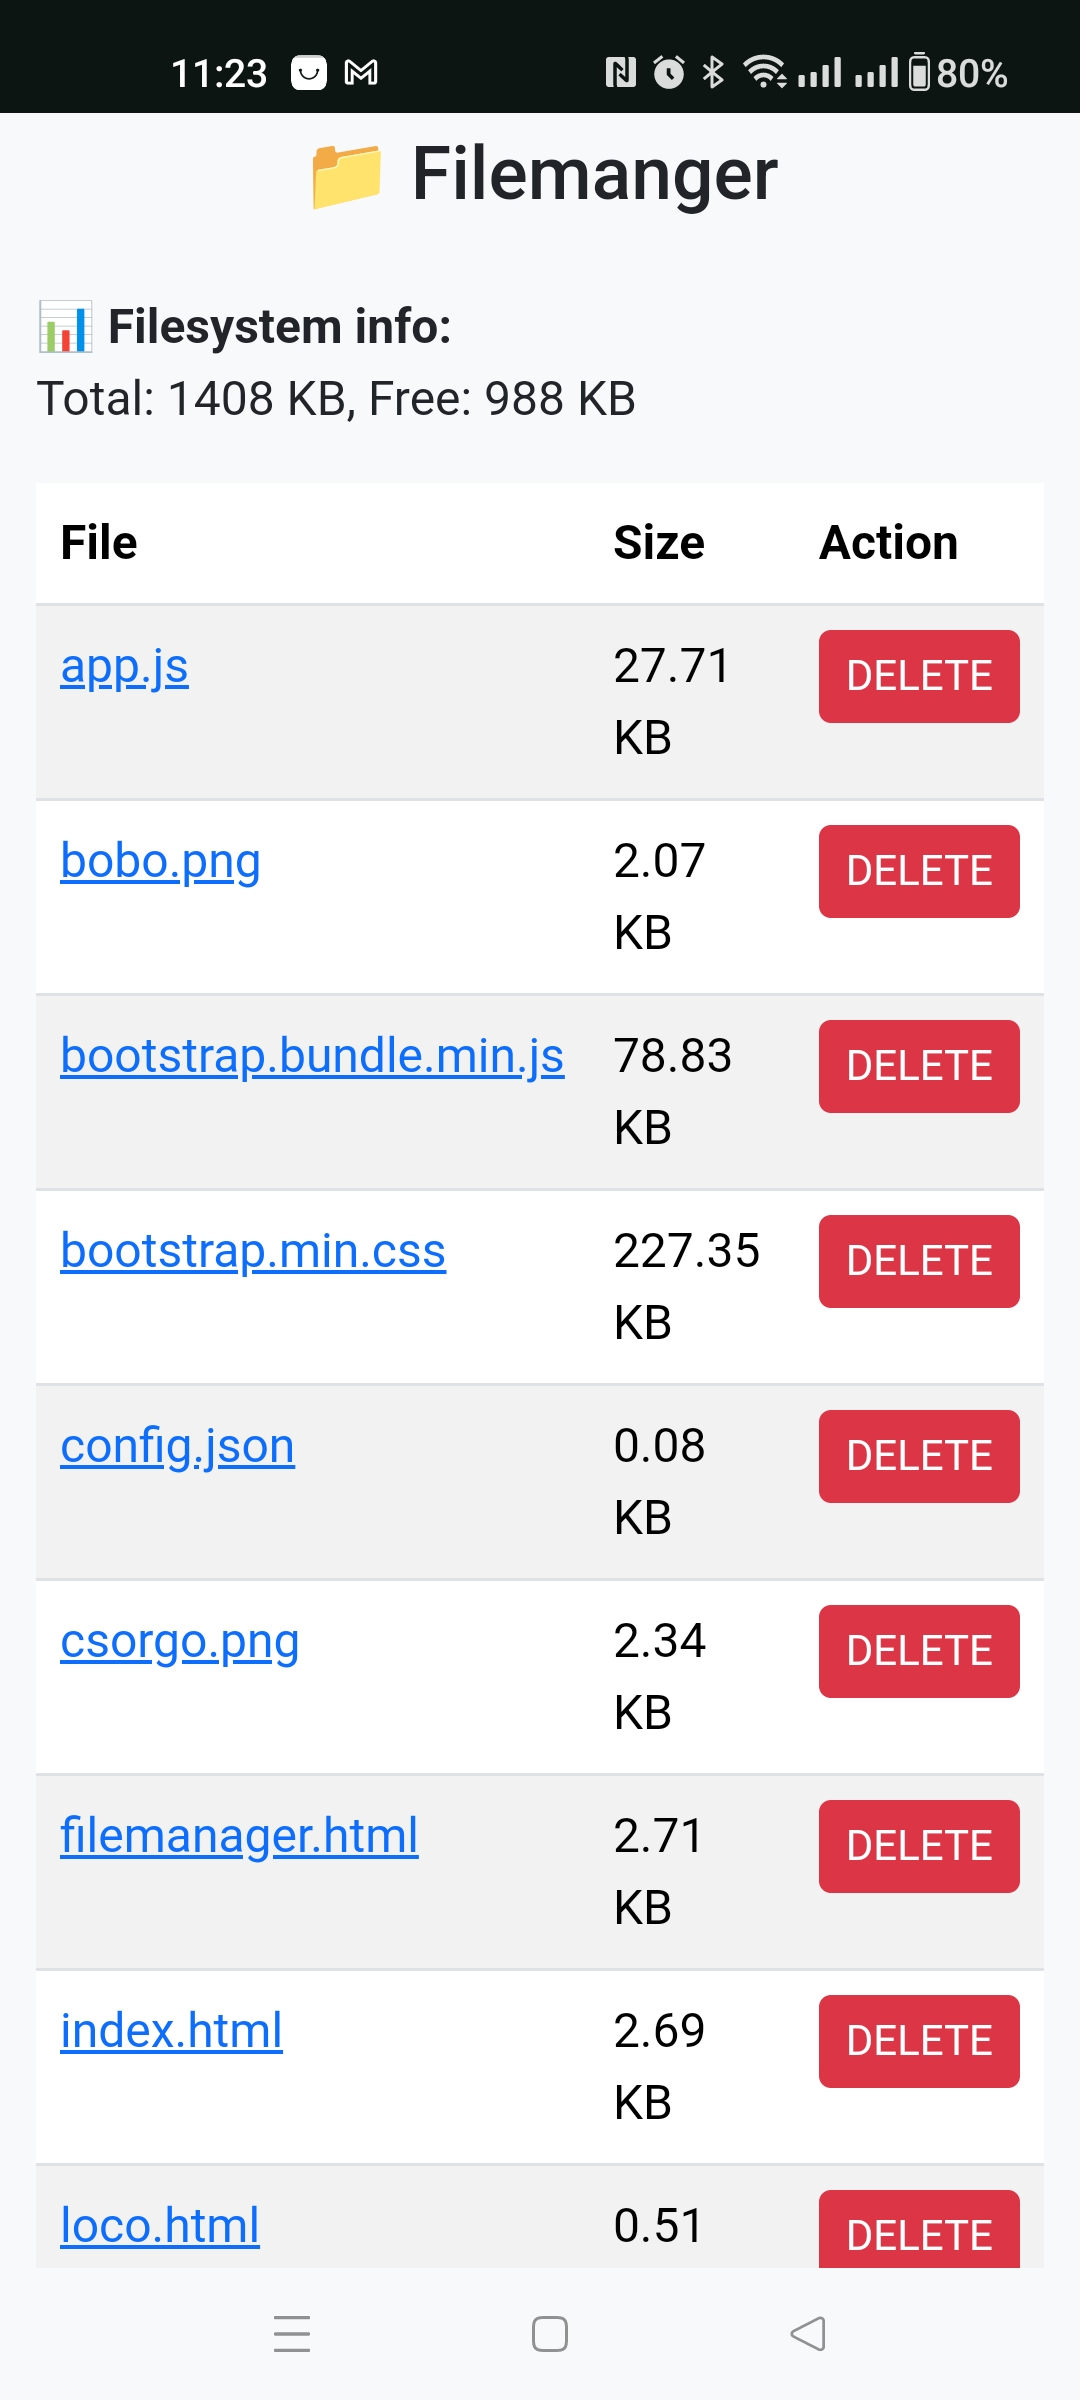 11:23 80%
📁 Filemanger
📊 Filesystem info:
Total: 1408 KB, Free: 988 KB
File Size Action
app.js 27.71 KB DELETE
bobo.png 2.07 KB DELETE
bootstrap.bundle.min.js 78.83 KB DELETE
bootstrap.min.css 227.35 KB DELETE
config.json 0.08 KB DELETE
csorgo.png 2.34 KB DELETE
filemanager.html 2.71 KB DELETE
index.html 2.69 KB DELETE
loco.html 0.51 DELETE